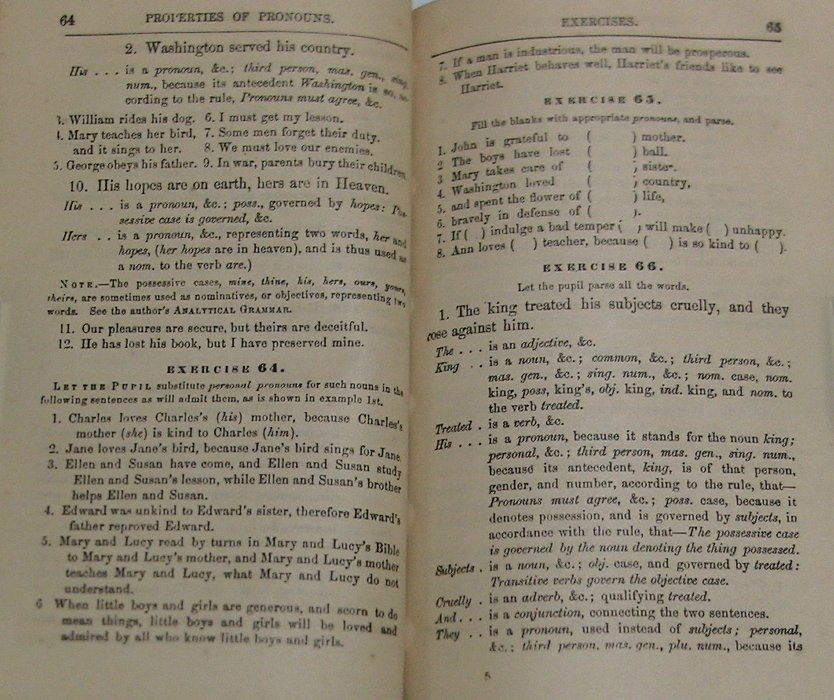 64 PROPERTIES OF PRONOUNS.
2. Washington served his country.
His . . . is a pronoun, &c.; third person, mas. gen., sing.
num., because its antecedent Washington is so, ac-
cording to the rule, Pronouns must agree, &c.
3. William rides his dog. 6. I must get my lesson.
4. Mary teaches her bird, 7. Some men forget their duty.
and it sings to her. 8. We must love our enemies.
5. George obeys his father. 9. In war, parents bury their children.
10. His hopes are on earth, hers are in Heaven.
His . . . is a pronoun, &c.; poss., governed by hopes: Pos-
sessive case is governed, &c.
Hers . . is a pronoun, &c., representing two words, her and
hopes, (her hopes are in heaven), and is thus used as
a nom. to the verb are.)
NOTE.—The possessive cases, mine, thine, his, hers, ours, yours,
theirs, are sometimes used as nominatives, or objectives, representing two
words. See the author's ANALYTICAL GRAMMAR.
11. Our pleasures are secure, but theirs are deceitful.
12. He has lost his book, but I have preserved mine.
EXERCISE 64.
LET THE PUPIL substitute personal pronouns for such nouns in the
following sentences as will admit them, as is shown in example 1st.
1. Charles loves Charles's (his) mother, because Charles's
mother (she) is kind to Charles (him).
2. Jane loves Jane's bird, because Jane's bird sings for Jane.
3. Ellen and Susan have come, and Ellen and Susan study
Ellen and Susan's lesson, while Ellen and Susan's brother
helps Ellen and Susan.
4. Edward was unkind to Edward's sister, therefore Edward's
father reproved Edward.
5. Mary and Lucy read by turns in Mary and Lucy's Bible
to Mary and Lucy's mother, and Mary and Lucy's mother
teaches Mary and Lucy, what Mary and Lucy do not
understand.
6 When little boys and girls are generous, and scorn to do
mean things, little boys and girls will be loved and
admired by all who know little boys and girls.
EXERCISES. 65
7. If a man is industrious, the man will be prosperous.
8. When Harriet behaves well, Harriet's friends like to see
Harriet.
EXERCISE 65.
Fill the blanks with appropriate pronouns, and parse.
1. John is grateful to ( ) mother.
2 The boys have lost ( ) ball.
3 Mary takes care of ( ) sister.
4. Washington loved ( ) country,
5. and spent the flower of ( ) life,
6. bravely in defense of ( ).
7. If ( ) indulge a bad temper ( ) will make ( ) unhappy.
8. Ann loves ( ) teacher, because ( ) is so kind to ( ).
EXERCISE 66.
Let the pupil parse all the words.
1. The king treated his subjects cruelly, and they
rose against him.
The . . . is an adjective, &c.
King . . is a noun, &c.; common, &c.; third person, &c.;
mas. gen., &c.; sing. num., &c.; nom. case, nom.
king, poss, king's, obj. king, ind. king, and nom. to
the verb treated.
Treated . is a verb, &c.
His . . . is a pronoun, because it stands for the noun king;
personal, &c.; third person, mas. gen., sing. num.,
because its antecedent, king, is of that person,
gender, and number, according to the rule, that—
Pronouns must agree, &c.; poss. case, because it
denotes possession, and is governed by subjects, in
accordance with the rule, that—The possessive case
is governed by the noun denoting the thing possessed.
Subjects . is a noun, &c.; obj. case, and governed by treated:
Transitive verbs govern the objective case.
Cruelly . is an adverb, &c.; qualifying treated.
And . . . is a conjunction, connecting the two sentences.
They . . is a pronoun, used instead of subjects; personal,
&c.; third person, mas. gen., plu. num., because its
5